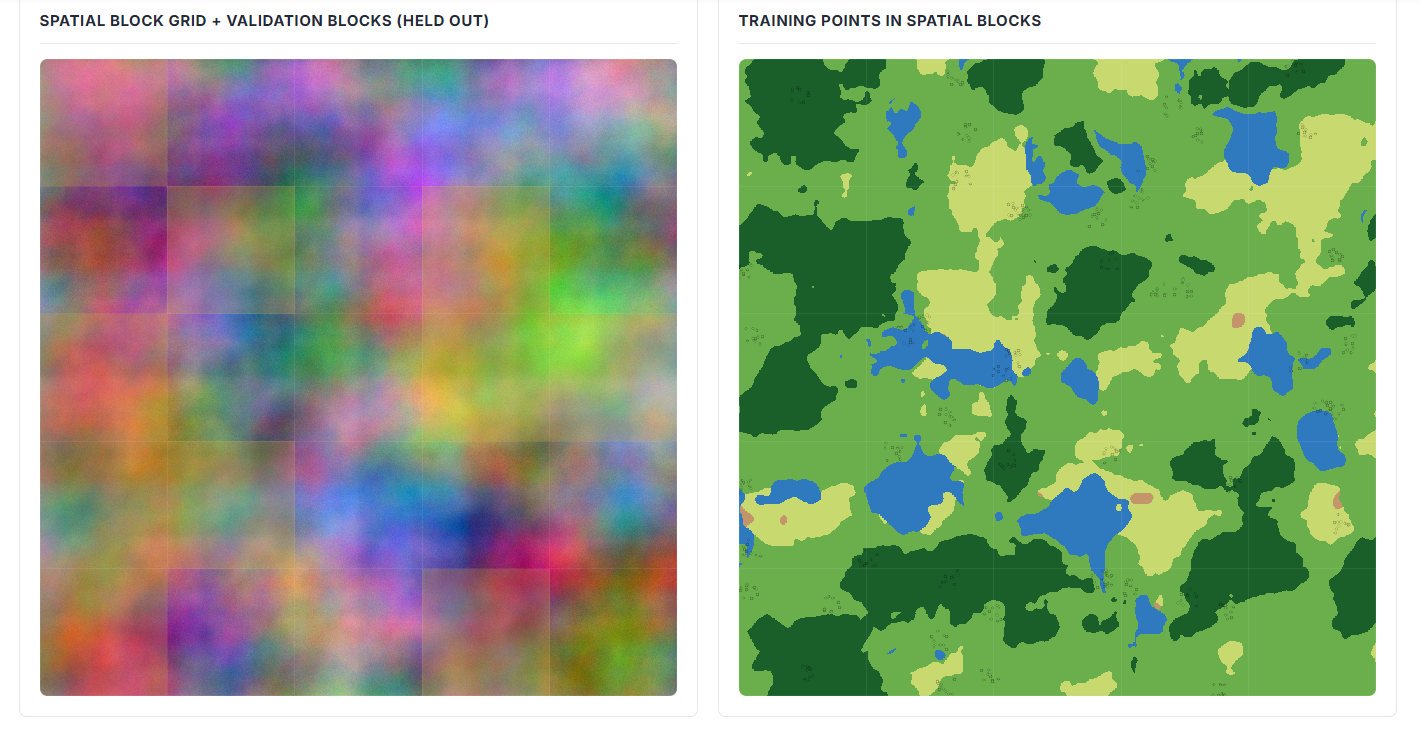 SPATIAL BLOCK GRID + VALIDATION BLOCKS (HELD OUT)
TRAINING POINTS IN SPATIAL BLOCKS